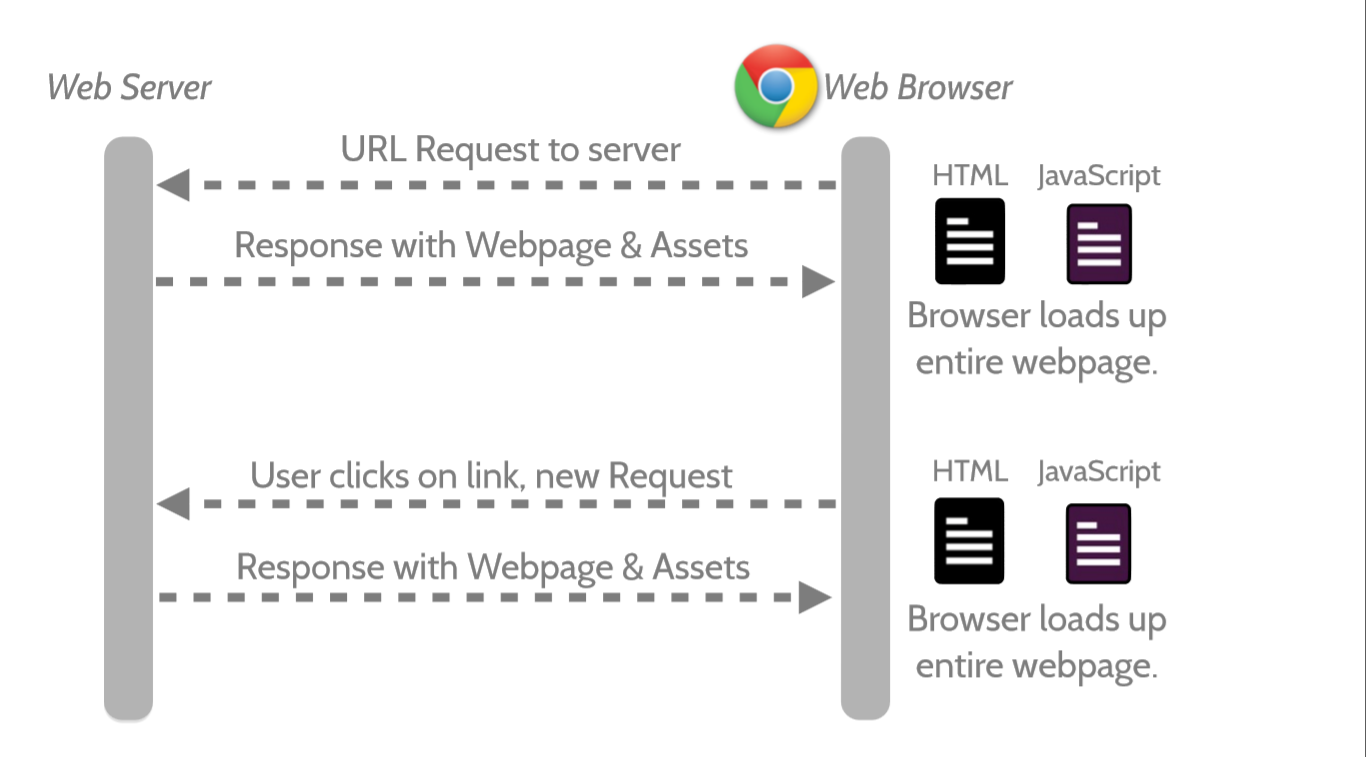 Web Server
Web Browser
URL Request to server
HTML JavaScript
Response with Webpage & Assets
Browser loads up
entire webpage.
User clicks on link, new Request
HTML JavaScript
Response with Webpage & Assets
Browser loads up
entire webpage.